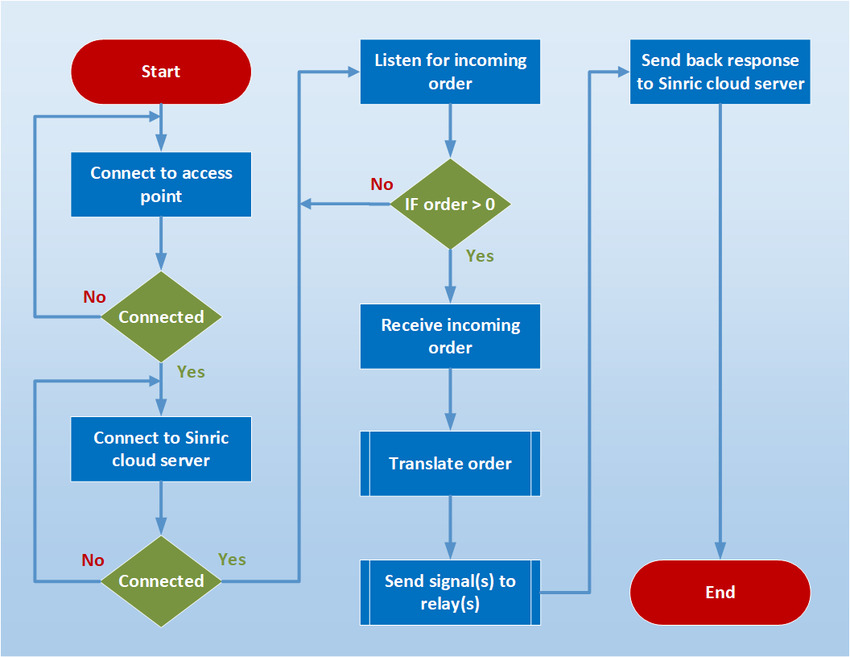 Start
Connect to access
point
Connected
No
Yes
Connect to Sinric
cloud server
Connected
No
Yes
Listen for incoming
order
IF order > 0
No
Yes
Receive incoming
order
Translate order
Send signal(s) to
relay(s)
Send back response
to Sinric cloud server
End